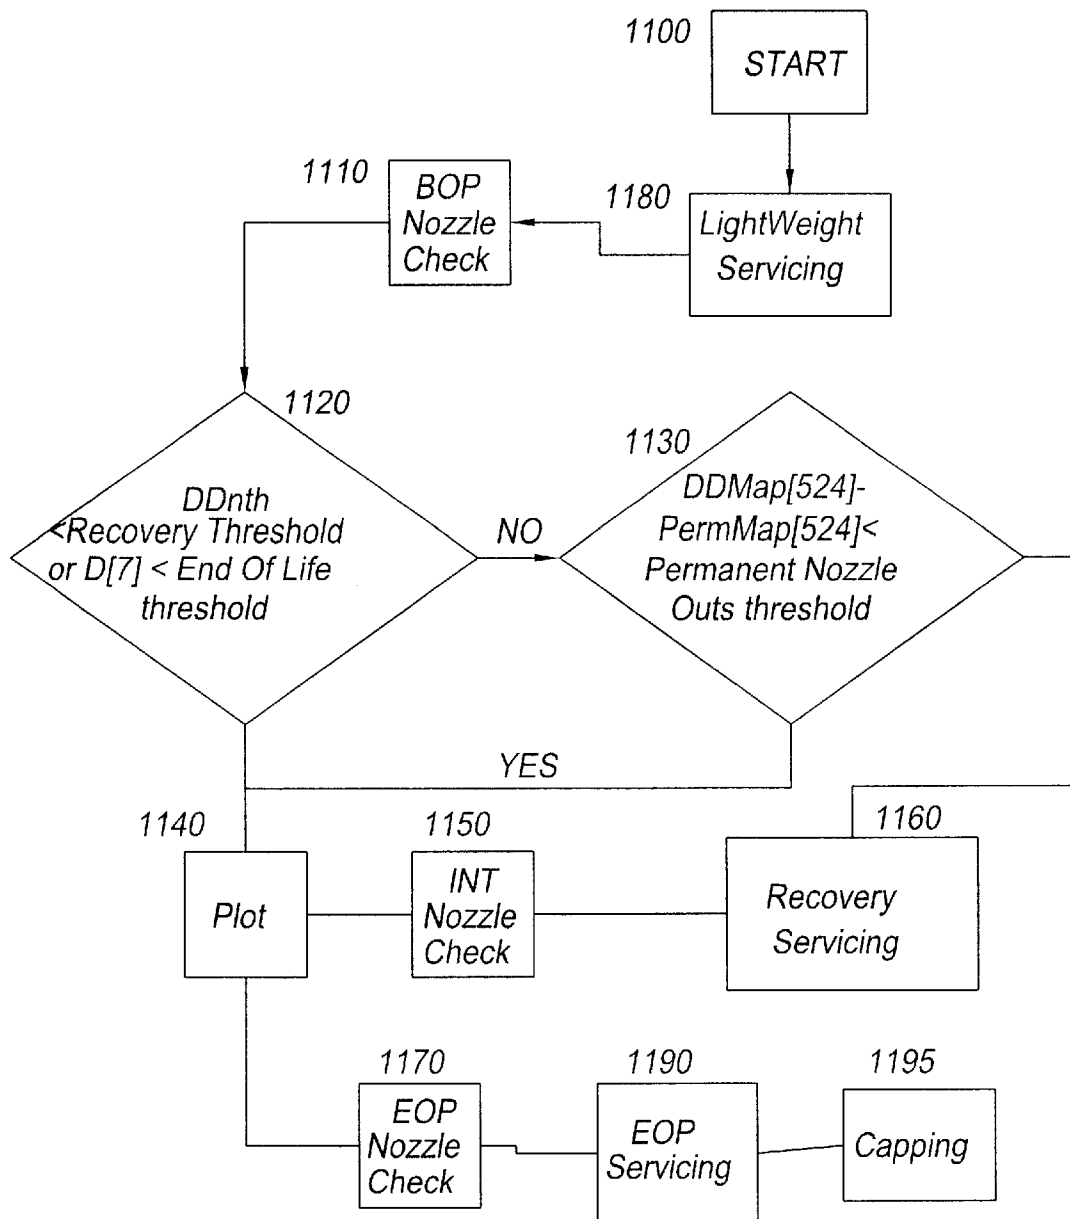 1100
START
1110
BOP
Nozzle
Check
1180
LightWeight
Servicing
1120
DDnth
<Recovery Threshold
or D[7] < End Of Life
threshold
NO
1130
DDMap[524]-
PermMap[524]<
Permanent Nozzle
Outs threshold
YES
1140
Plot
1150
INT
Nozzle
Check
1160
Recovery
Servicing
1170
EOP
Nozzle
Check
1190
EOP
Servicing
1195
Capping